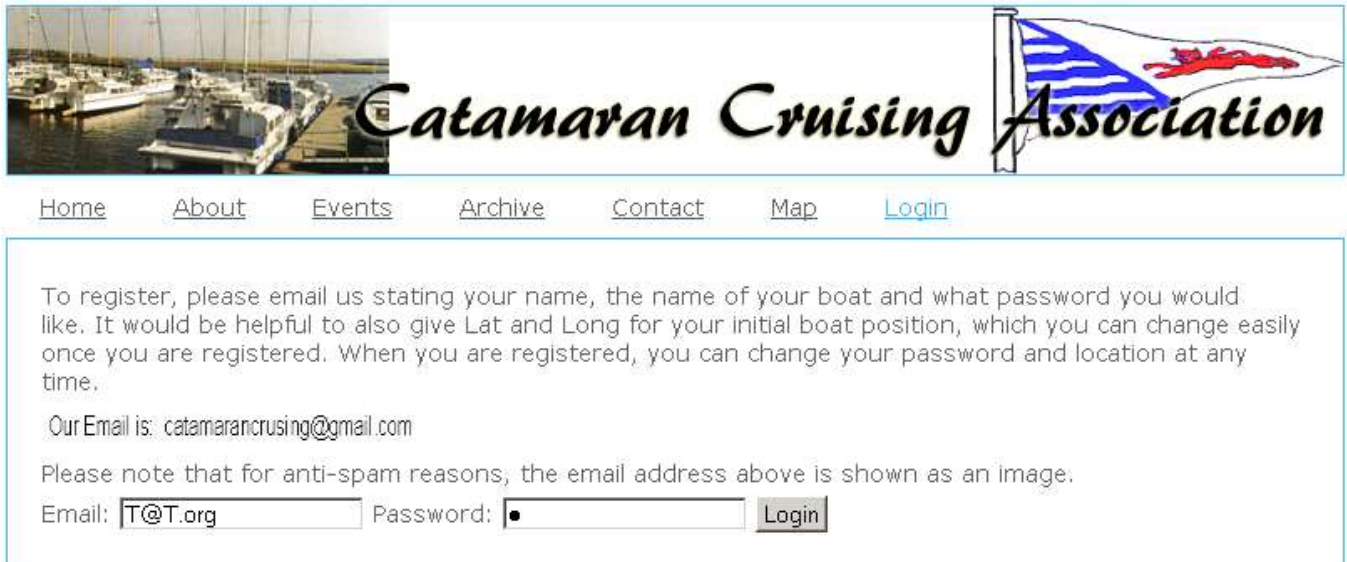 Catamaran Cruising Association
Home About Events Archive Contact Map Login
To register, please email us stating your name, the name of your boat and what password you would
like. It would be helpful to also give Lat and Long for your initial boat position, which you can change easily
once you are registered. When you are registered, you can change your password and location at any
time.
Our Email is: catamarancrusing@gmail.com
Please note that for anti-spam reasons, the email address above is shown as an image.
Email: T@T.org Password: ● Login